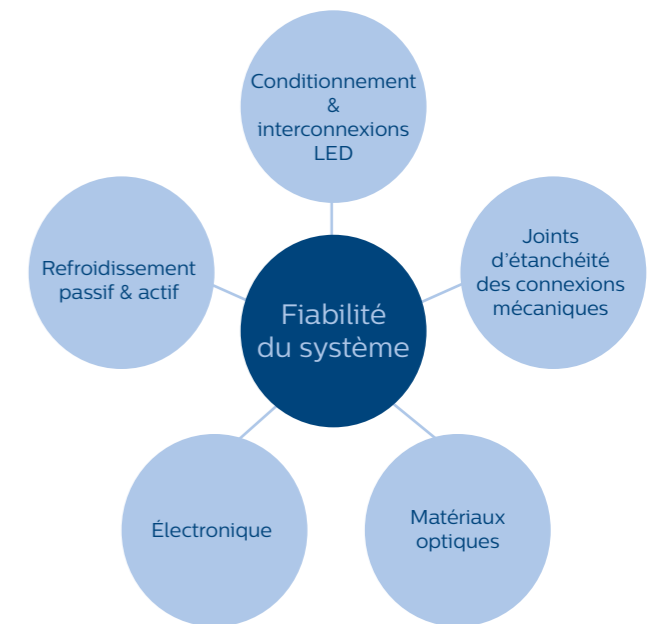 Conditionnement
&
interconnexions
LED
Joints
d'étanchéité
des connexions
mécaniques
Refroidissement
passif & actif
Fiabilité
du système
Électronique
Matériaux
optiques